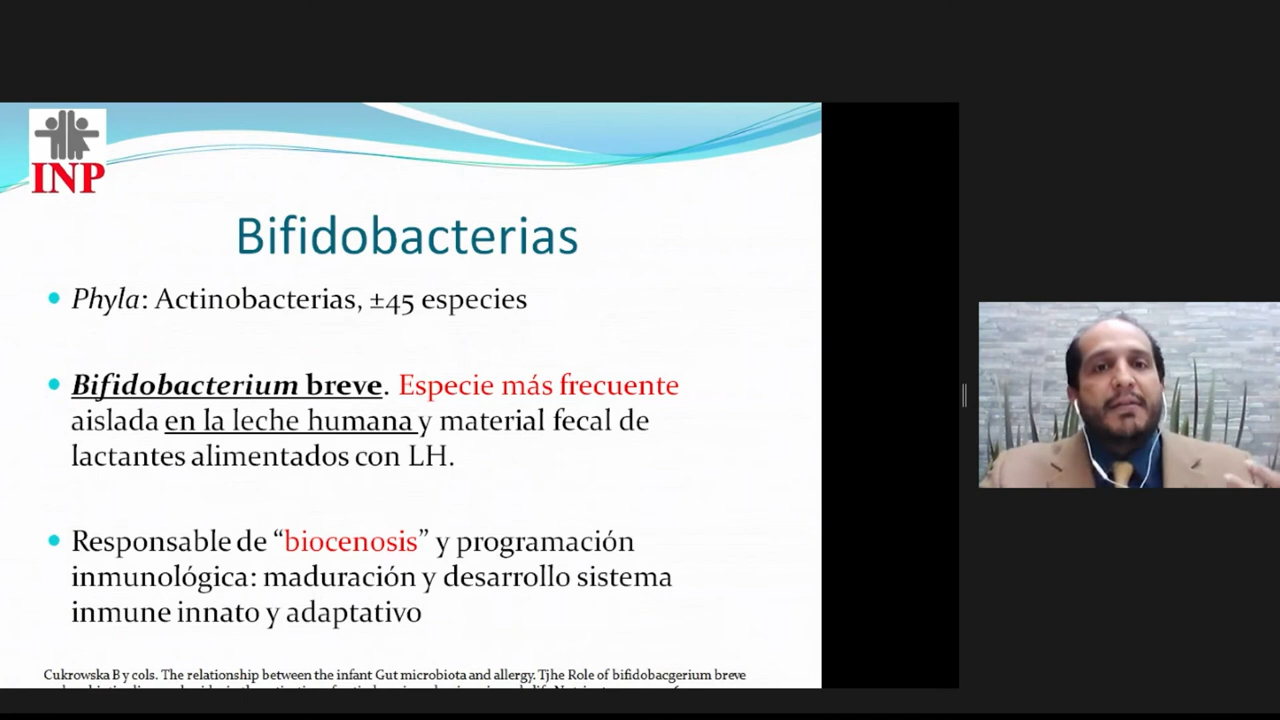 INP
Bifidobacterias
Phyla: Actinobacterias, ±45 especies
Bifidobacterium breve. Especie más frecuente
aislada en la leche humana y material fecal de
lactantes alimentados con LH.
Responsable de “biocenosis” y programación
inmunológica: maduración y desarrollo sistema
inmune innato y adaptativo
Cukrowska B y cols. The relationship between the infant Gut microbiota and allergy. Tjhe Role of bifidobacgerium breve